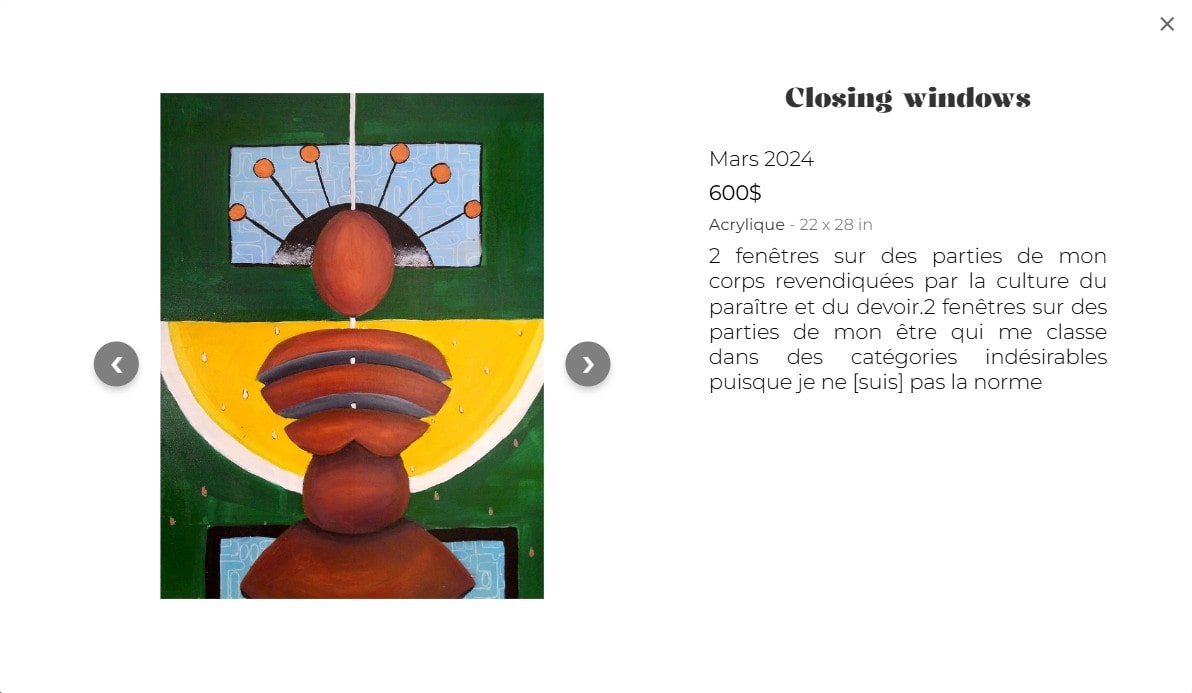 Closing windows
Mars 2024
600$
Acrylique - 22 x 28 in
2 fenêtres sur des parties de mon
corps revendiquées par la culture du
paraître et du devoir.2 fenêtres sur des
parties de mon être qui me classe
dans des catégories indésirables
puisque je ne [suis] pas la norme